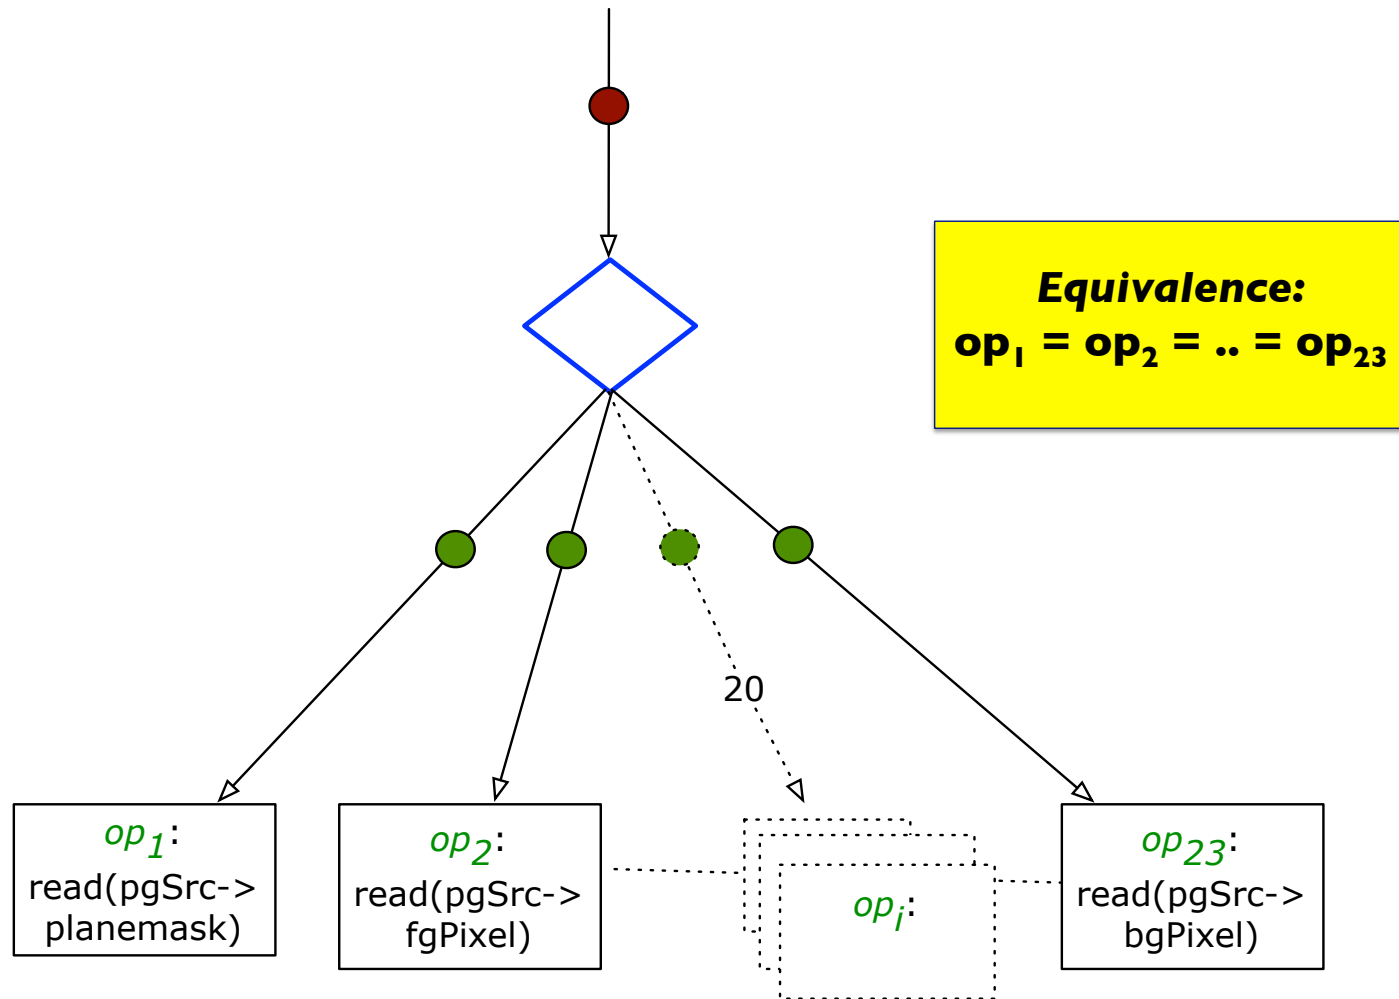 Equivalence:
op₁ = op₂ = .. = op₂₃
20
op₁:
read(pgSrc->
planemask)
op₂:
read(pgSrc->
fgPixel)
opᵢ:
op₂₃:
read(pgSrc->
bgPixel)